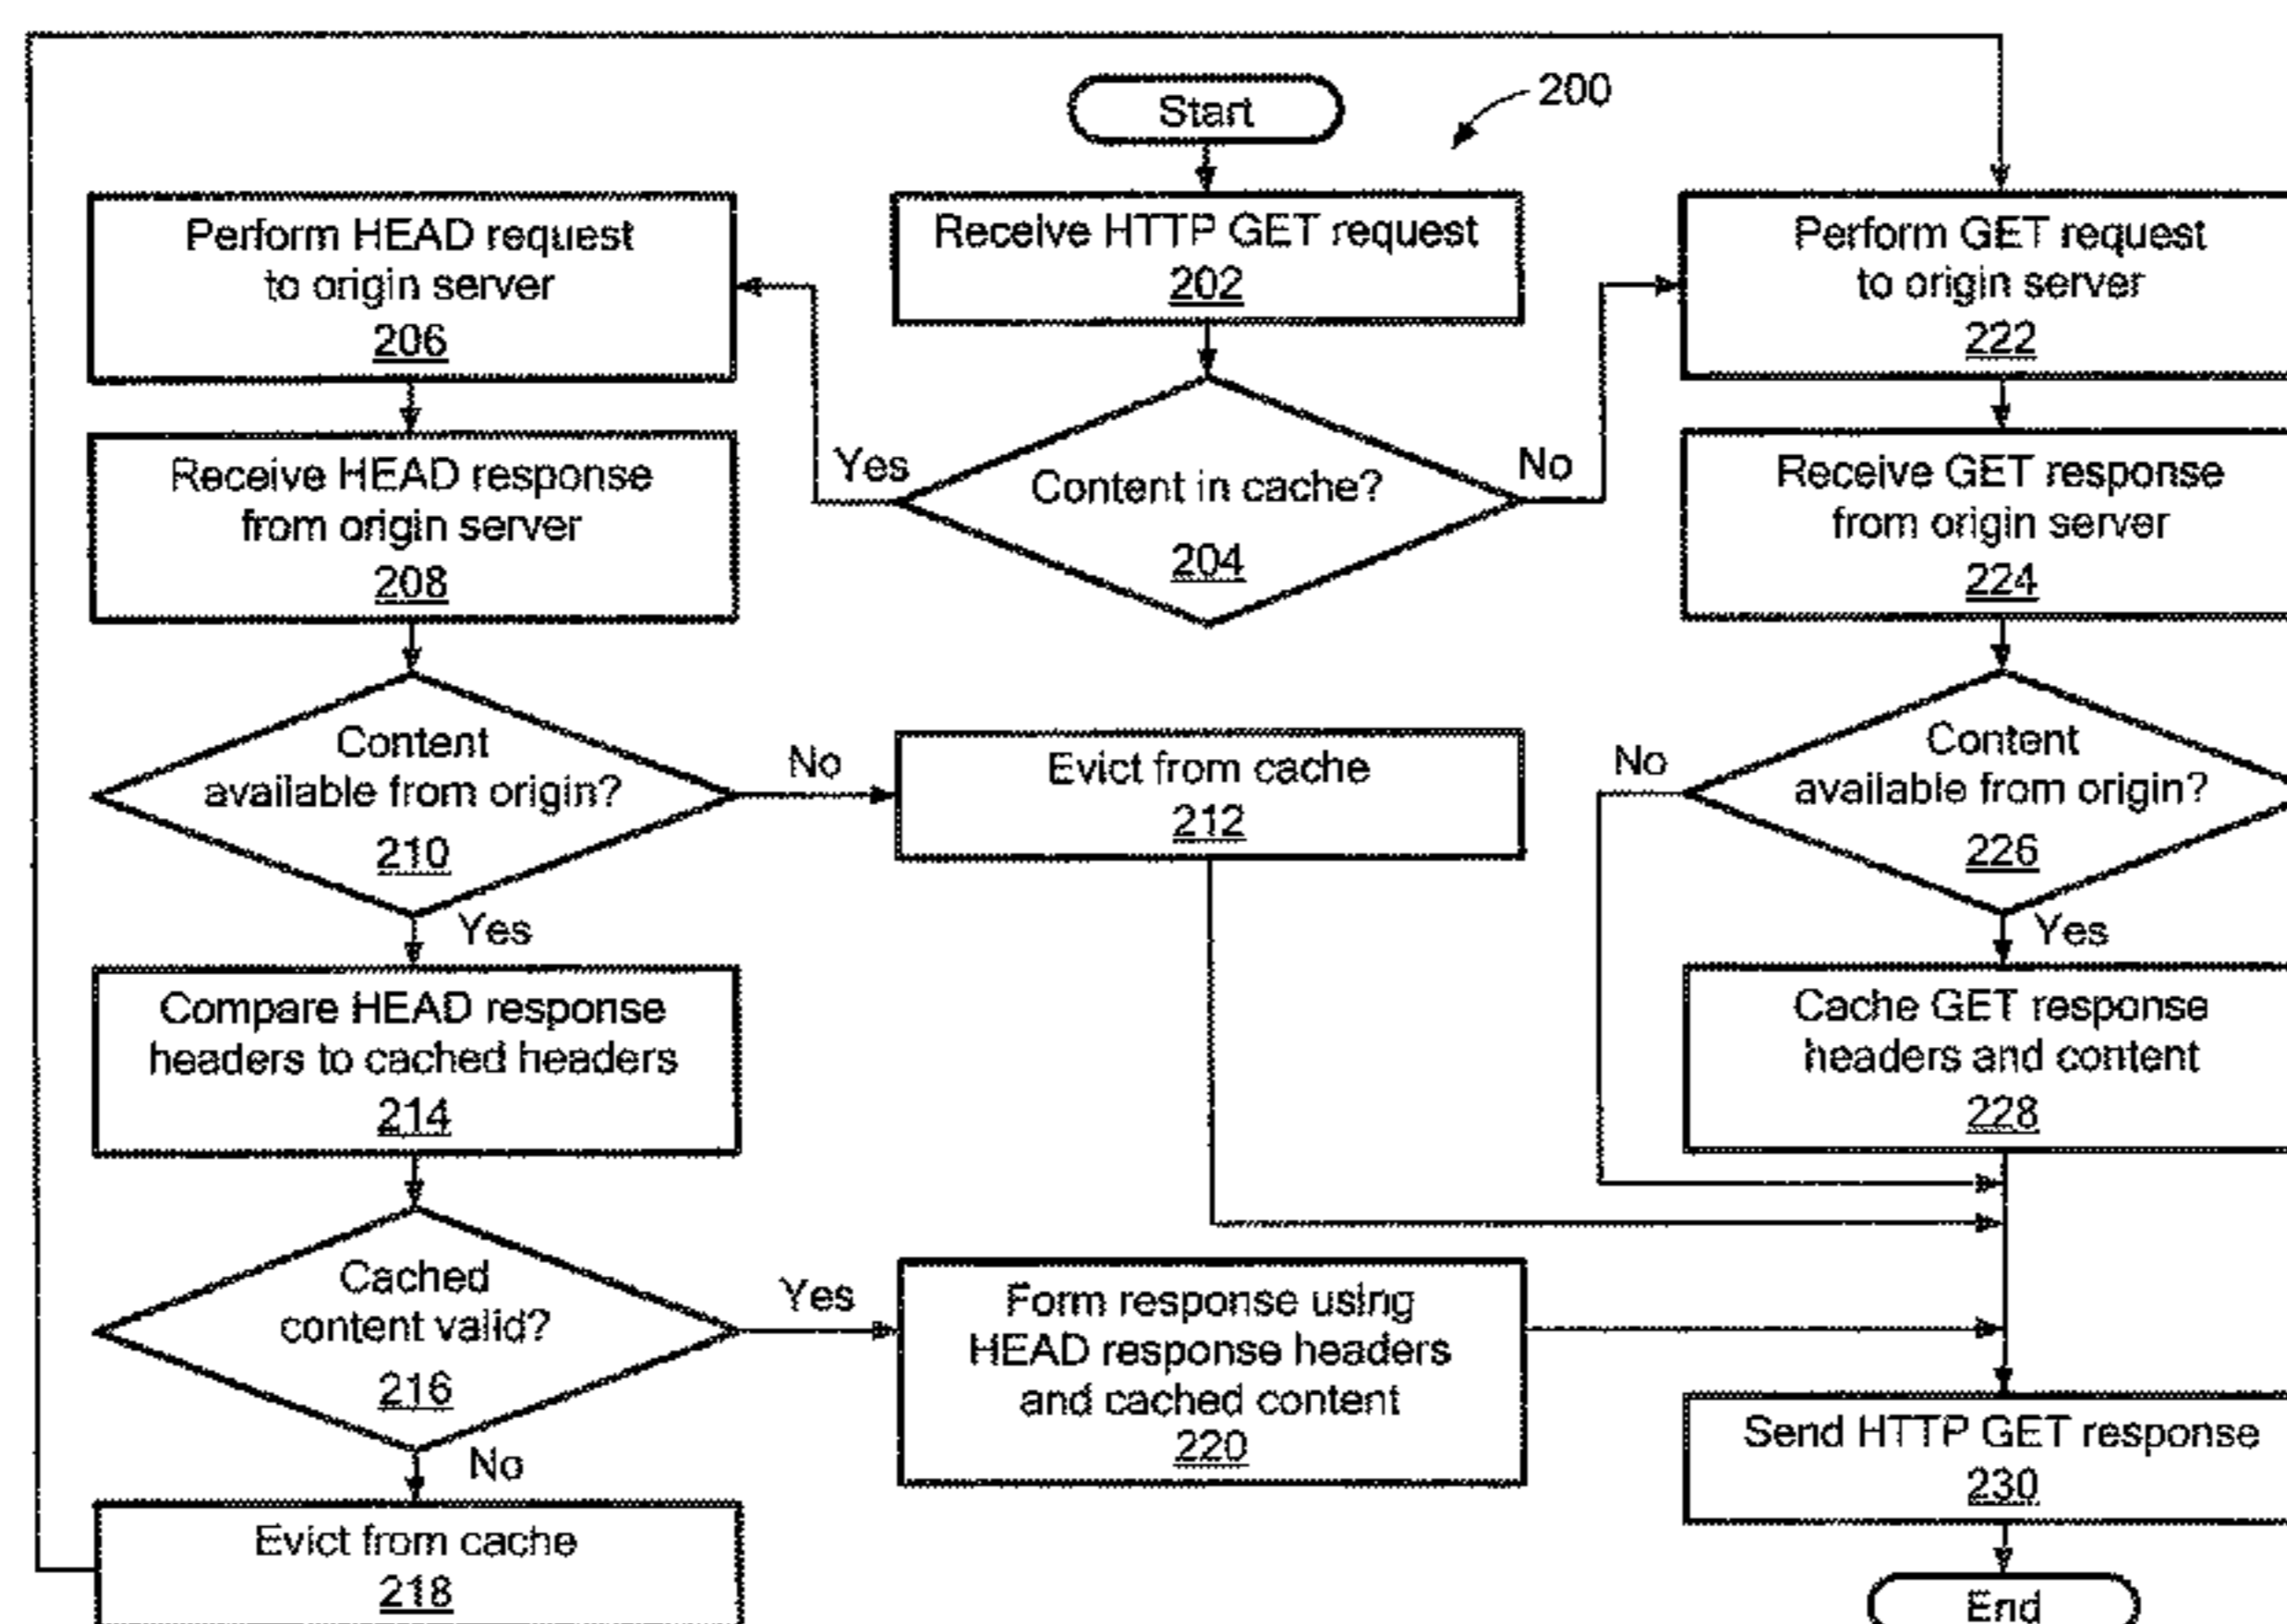 Start
200
Receive HTTP GET request
202
Content in cache?
204
Yes
No
Perform HEAD request
to origin server
206
Receive HEAD response
from origin server
208
Content
available from origin?
210
No
Evict from cache
212
Yes
Compare HEAD response
headers to cached headers
214
Cached
content valid?
216
Yes
Form response using
HEAD response headers
and cached content
220
No
Evict from cache
218
Perform GET request
to origin server
222
Receive GET response
from origin server
224
Content
available from origin?
226
No
Yes
Cache GET response
headers and content
228
Send HTTP GET response
230
End